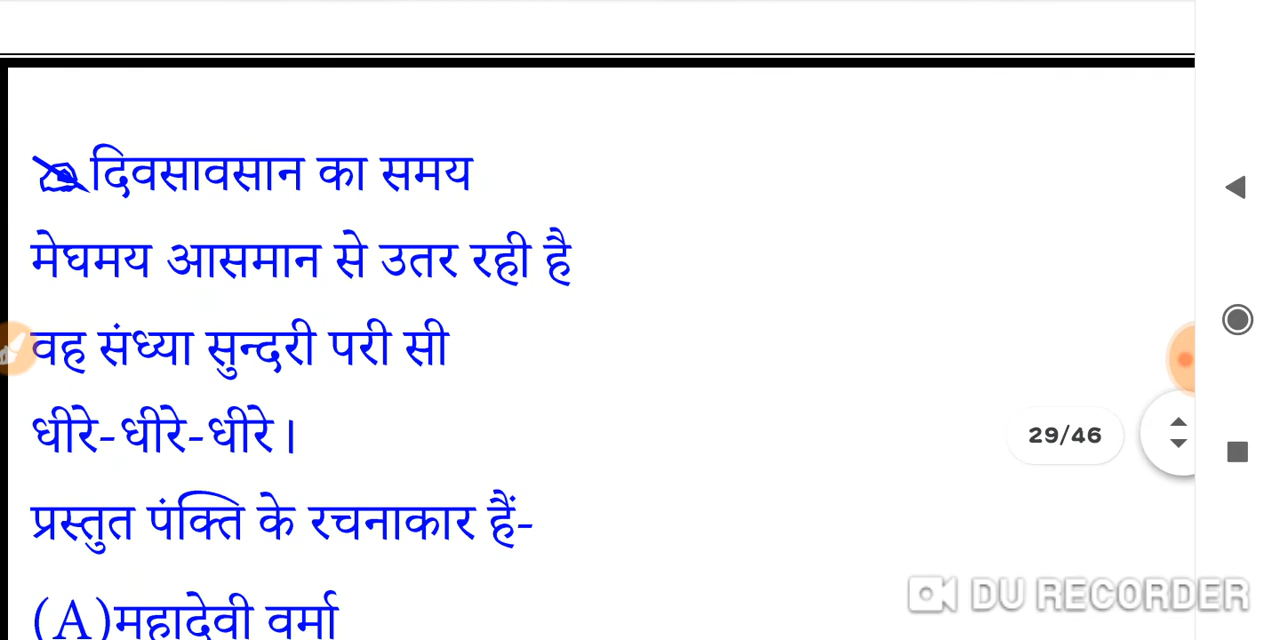 दिवसावसान का समय
मेघमय आसमान से उतर रही है
वह संध्या सुन्दरी परी सी
धीरे-धीरे-धीरे।
29/46
प्रस्तुत पंक्ति के रचनाकार हैं-
DU RECORDER
(A)महादेवी वर्मा